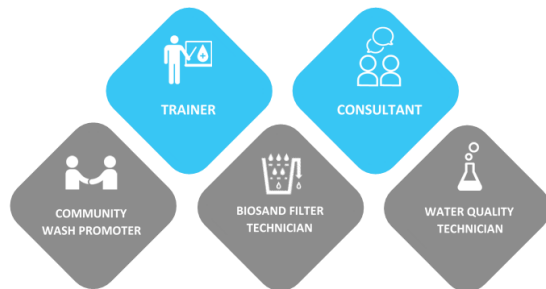 TRAINER
CONSULTANT
COMMUNITY
WASH PROMOTER
BIOSAND FILTER
TECHNICIAN
WATER QUALITY
TECHNICIAN